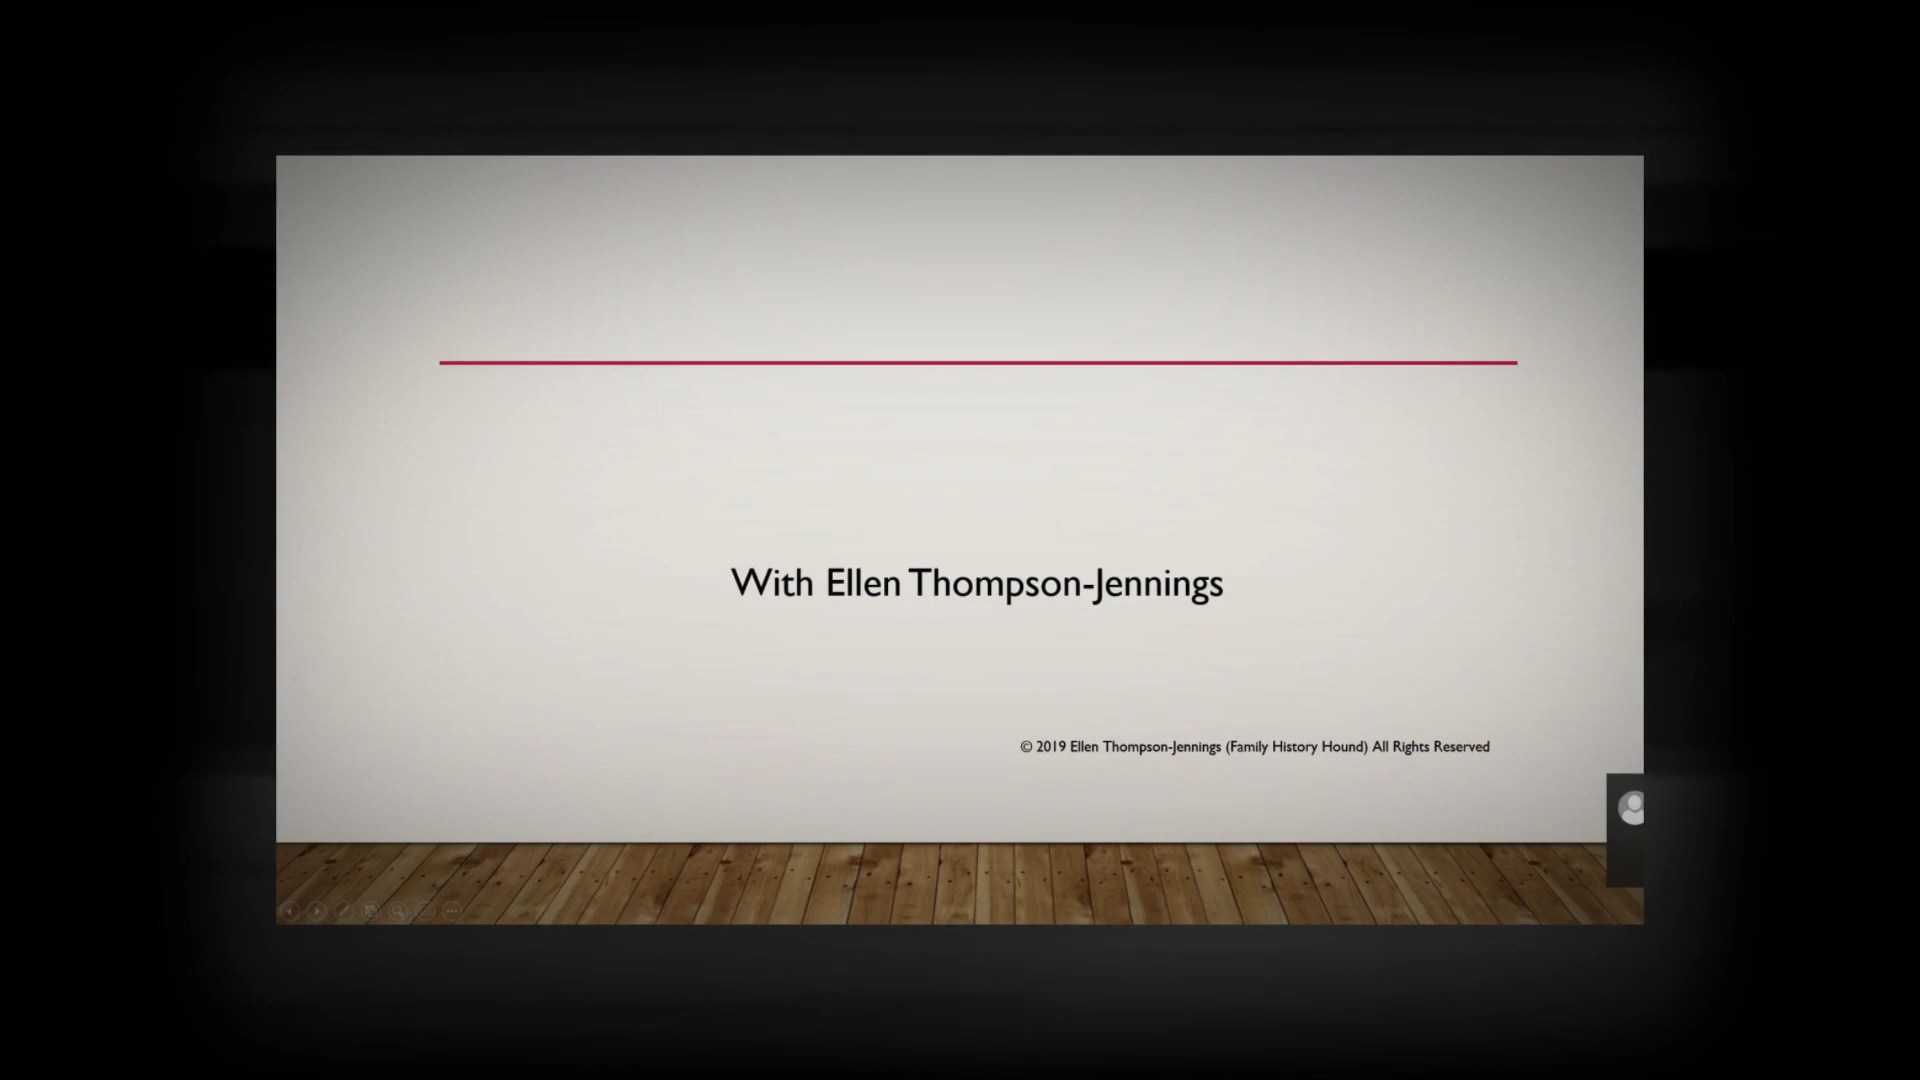 With Ellen Thompson-Jennings
© 2019 Ellen Thompson-Jennings (Family History Hound) All Rights Reserved